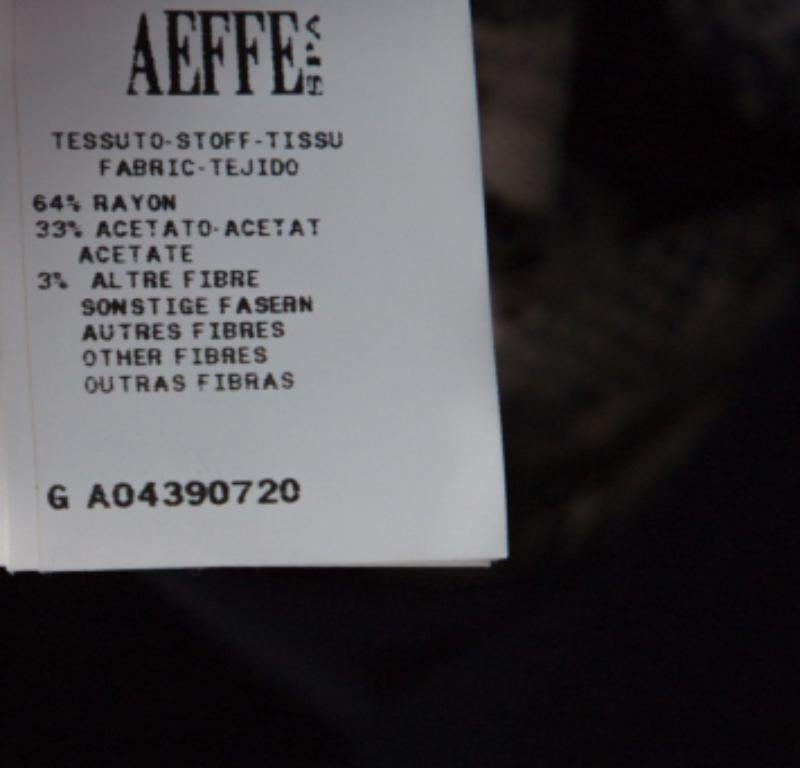 AEFFE SPA
TESSUTO-STOFF-TISSU
FABRIC-TEJIDO
64% RAYON
33% ACETATO-ACETAT
ACETATE
3% ALTRE FIBRE
SONSTIGE FASERN
AUTRES FIBRES
OTHER FIBRES
OUTRAS FIBRAS
G A04390720